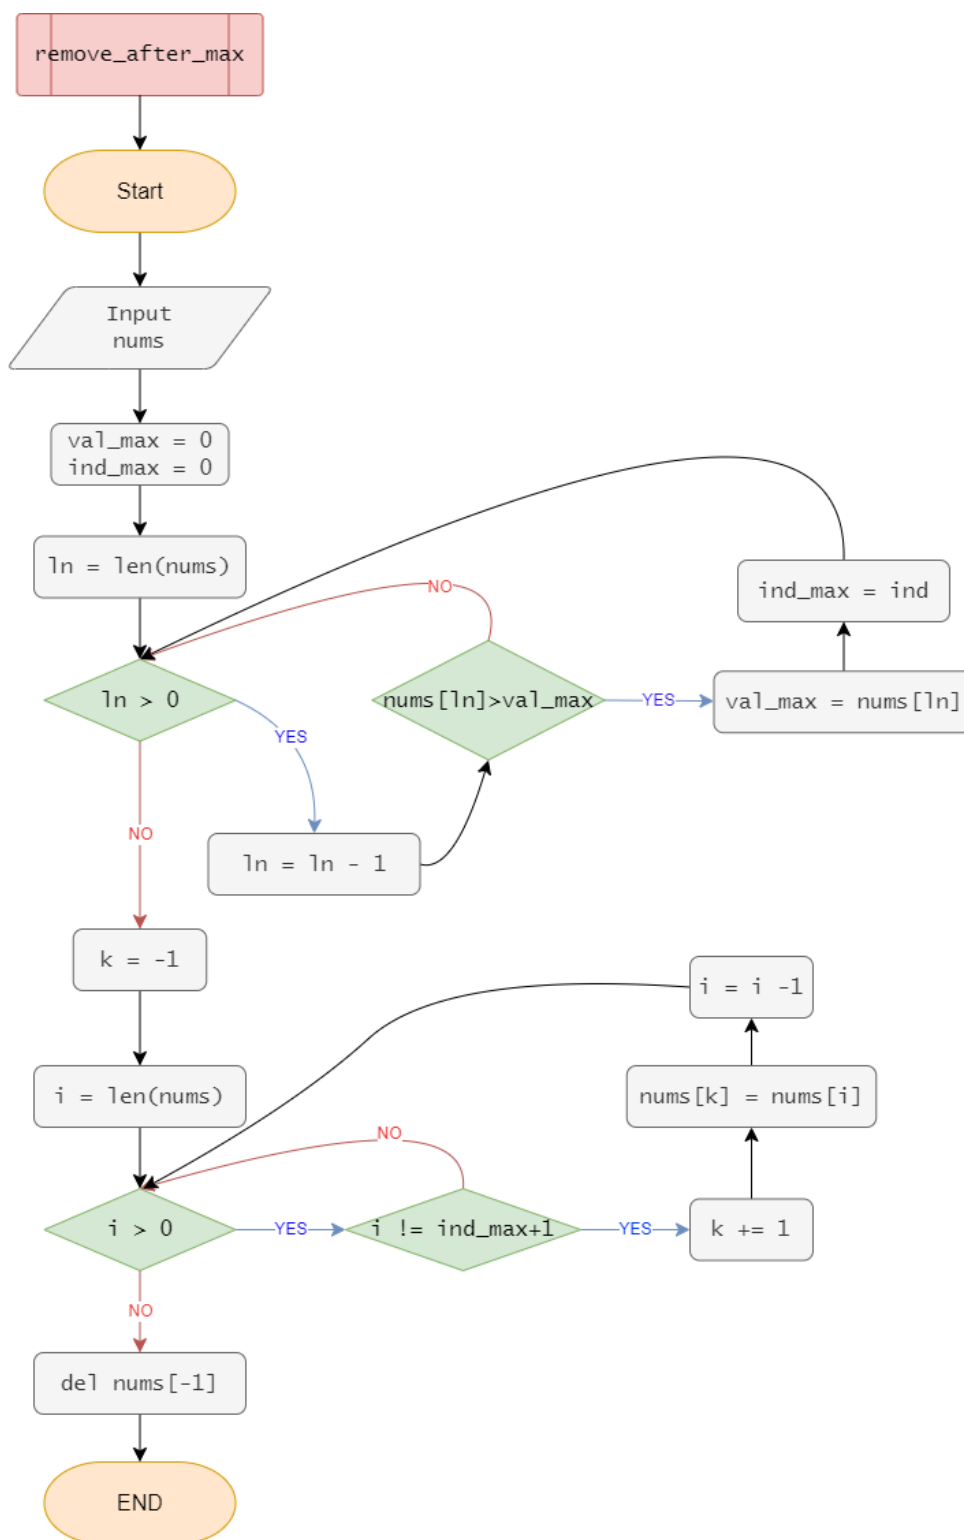 remove_after_max
Start
Input
nums
val_max = 0
ind_max = 0
ln = len(nums)
ln > 0
YES
NO
ln = ln - 1
nums[ln]>val_max
NO
YES
val_max = nums[ln]
ind_max = ind
k = -1
i = len(nums)
i > 0
YES
NO
i != ind_max+1
NO
YES
k += 1
nums[k] = nums[i]
i = i -1
del nums[-1]
END